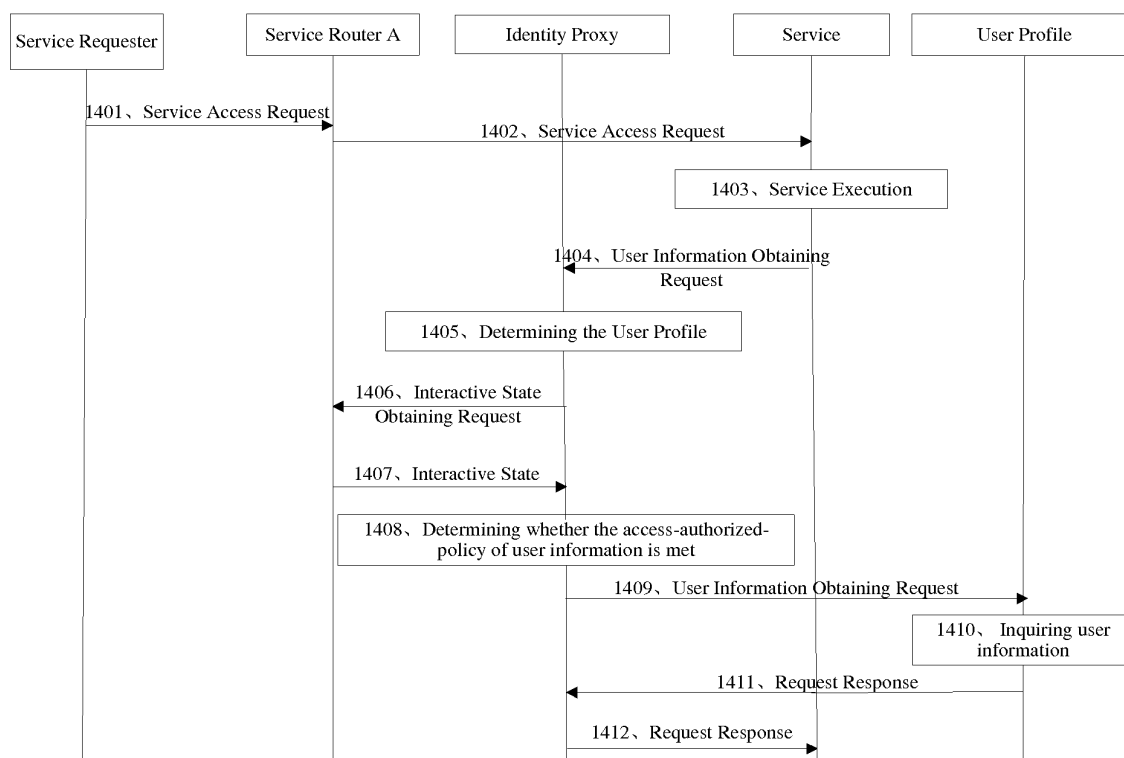 Service Requester
Service Router A
Identity Proxy
Service
User Profile
1401、Service Access Request
1402、Service Access Request
1403、Service Execution
1404、User Information Obtaining
Request
1405、Determining the User Profile
1406、Interactive State
Obtaining Request
1407、Interactive State
1408、Determining whether the access-authorized-
policy of user information is met
1409、User Information Obtaining Request
1410、 Inquiring user
information
1411、Request Response
1412、Request Response